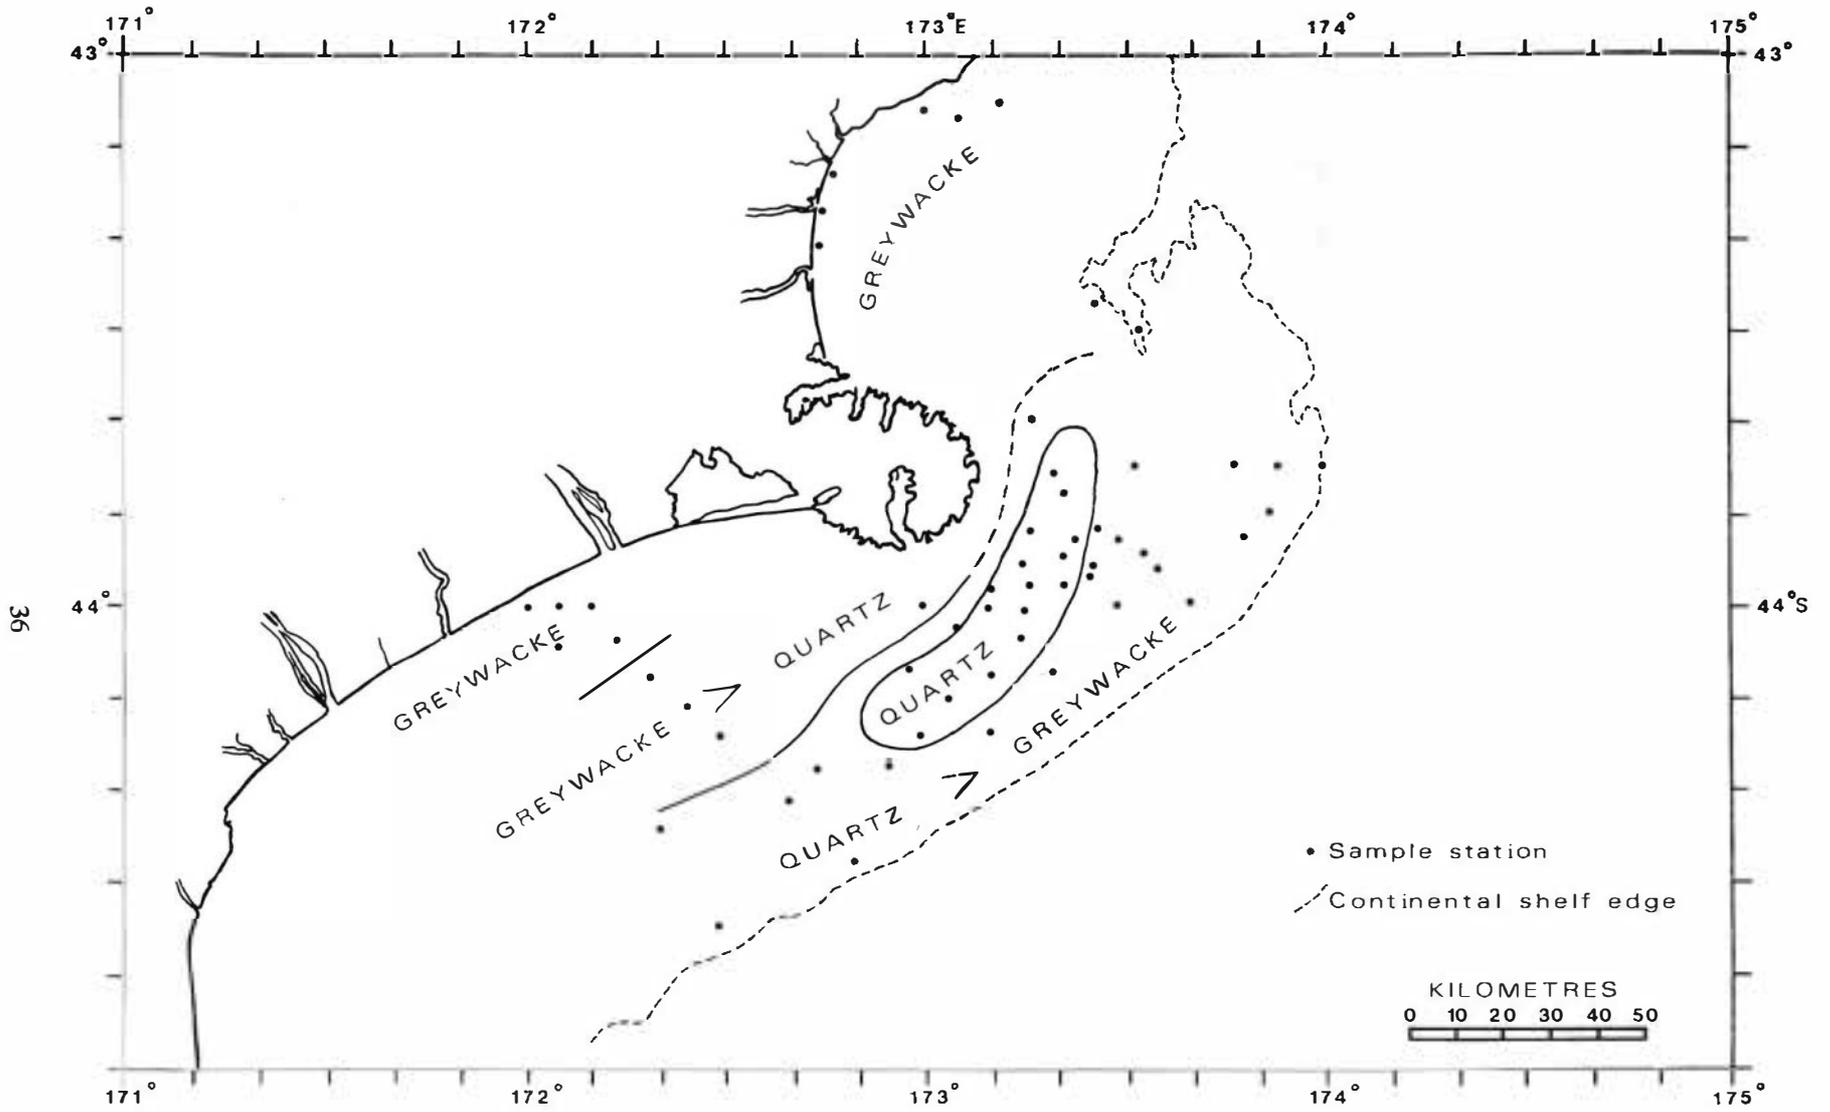 171° 172° 173°E 174° 175°
43° 43°
GREYWACKE
36
44° 44°S
QUARTZ
GREYWACKE
QUARTZ
GREYWACKE
GREYWACKE >
QUARTZ >
Sample station
Continental shelf edge
KILOMETRES
0 10 20 30 40 50
171° 172° 173° 174° 175°